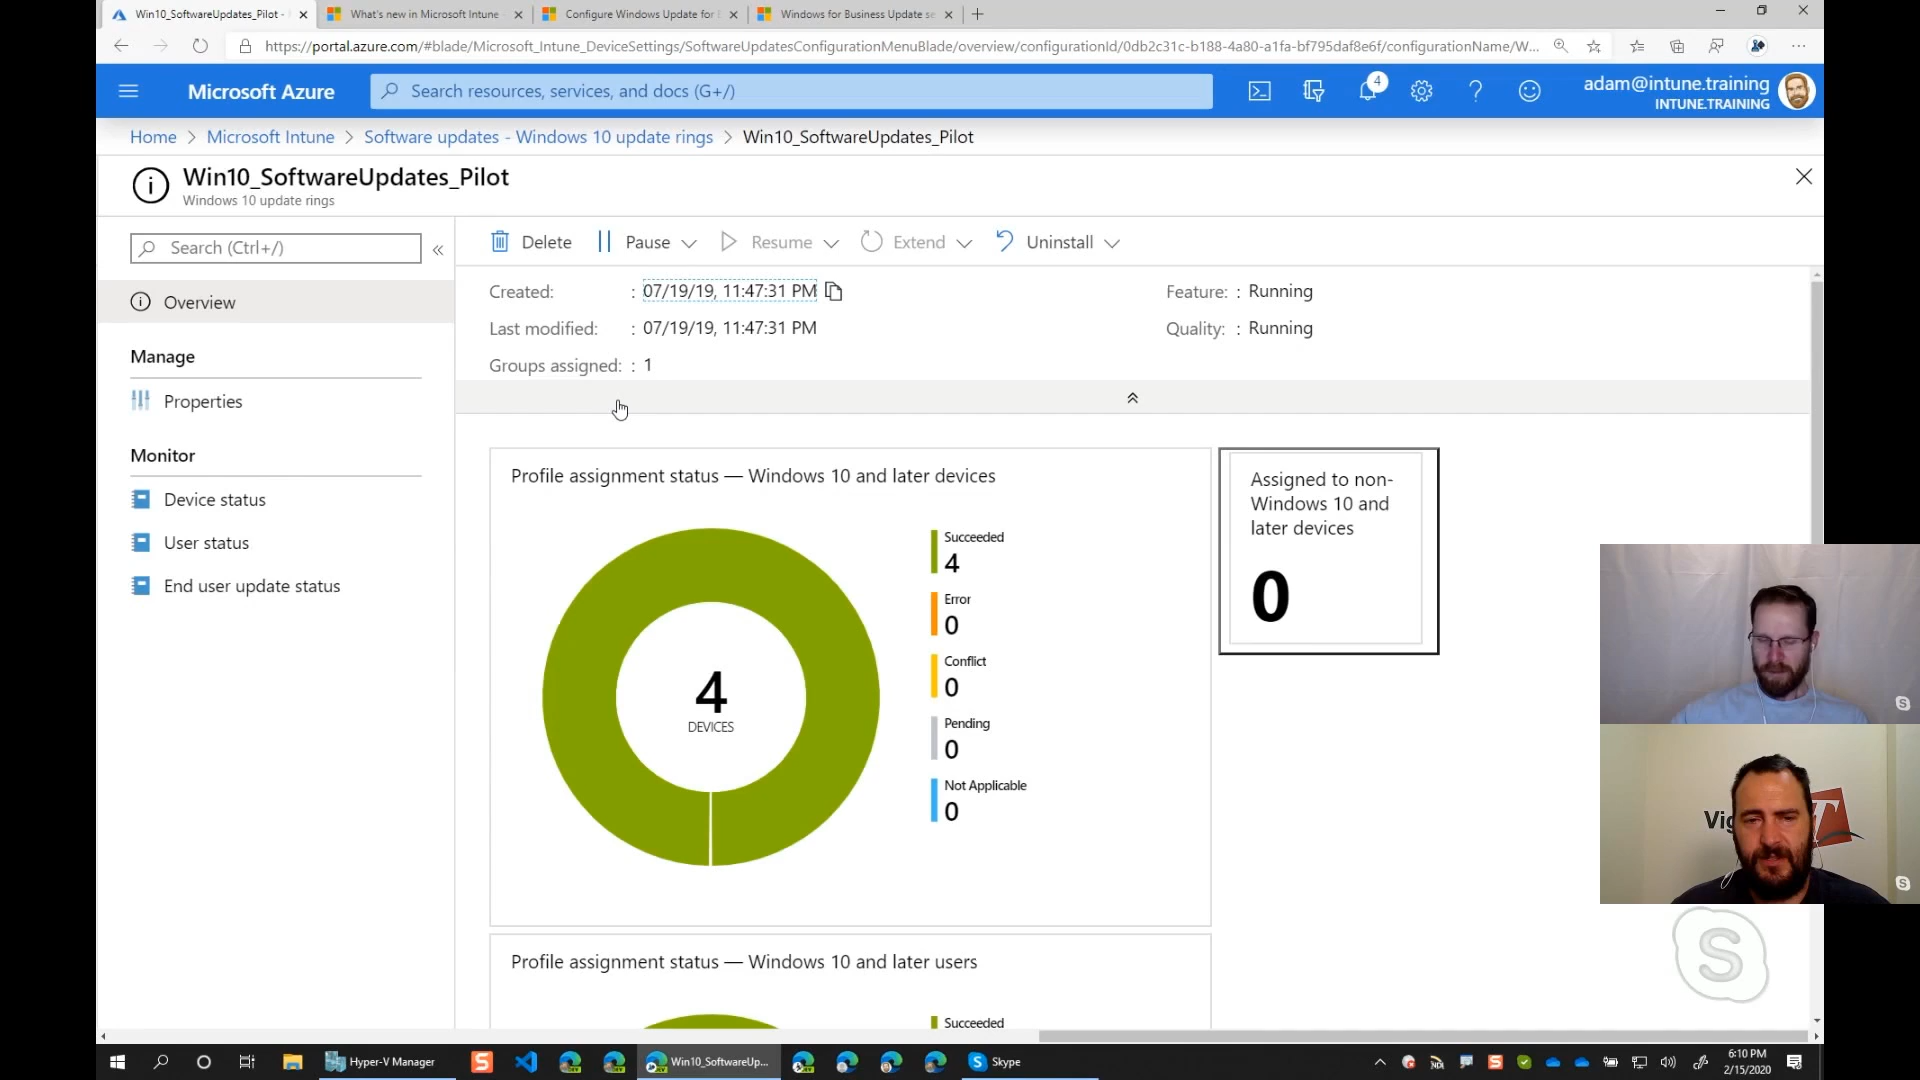 Win10_SoftwareUpdates_Pilot -
What's new in Microsoft Intune
Configure Windows Update for
Windows for Business Update se
https://portal.azure.com/#blade/Microsoft_Intune_DeviceSettings/SoftwareUpdatesConfigurationMenuBlade/overview/configurationId/0db2c31c-b188-4a80-a1fa-bf795daf8e6f/configurationName/W...
Microsoft Azure
Search resources, services, and docs (G+/)
4
adam@intune.training
INTUNE.TRAINING
Home > Microsoft Intune > Software updates - Windows 10 update rings > Win10_SoftwareUpdates_Pilot
Win10_SoftwareUpdates_Pilot
Windows 10 update rings
Search (Ctrl+/)
Overview
Manage
Properties
Monitor
Device status
User status
End user update status
Delete
Pause
Resume
Extend
Uninstall
Created: : 07/19/19, 11:47:31 PM
Last modified: : 07/19/19, 11:47:31 PM
Groups assigned: : 1
Feature: : Running
Quality: : Running
Profile assignment status — Windows 10 and later devices
4
DEVICES
Succeeded
4
Error
0
Conflict
0
Pending
0
Not Applicable
0
Assigned to non-
Windows 10 and
later devices
0
Profile assignment status — Windows 10 and later users
Succeeded
Hyper-V Manager
Win10_SoftwareUp...
Skype
6:10 PM
2/15/2020